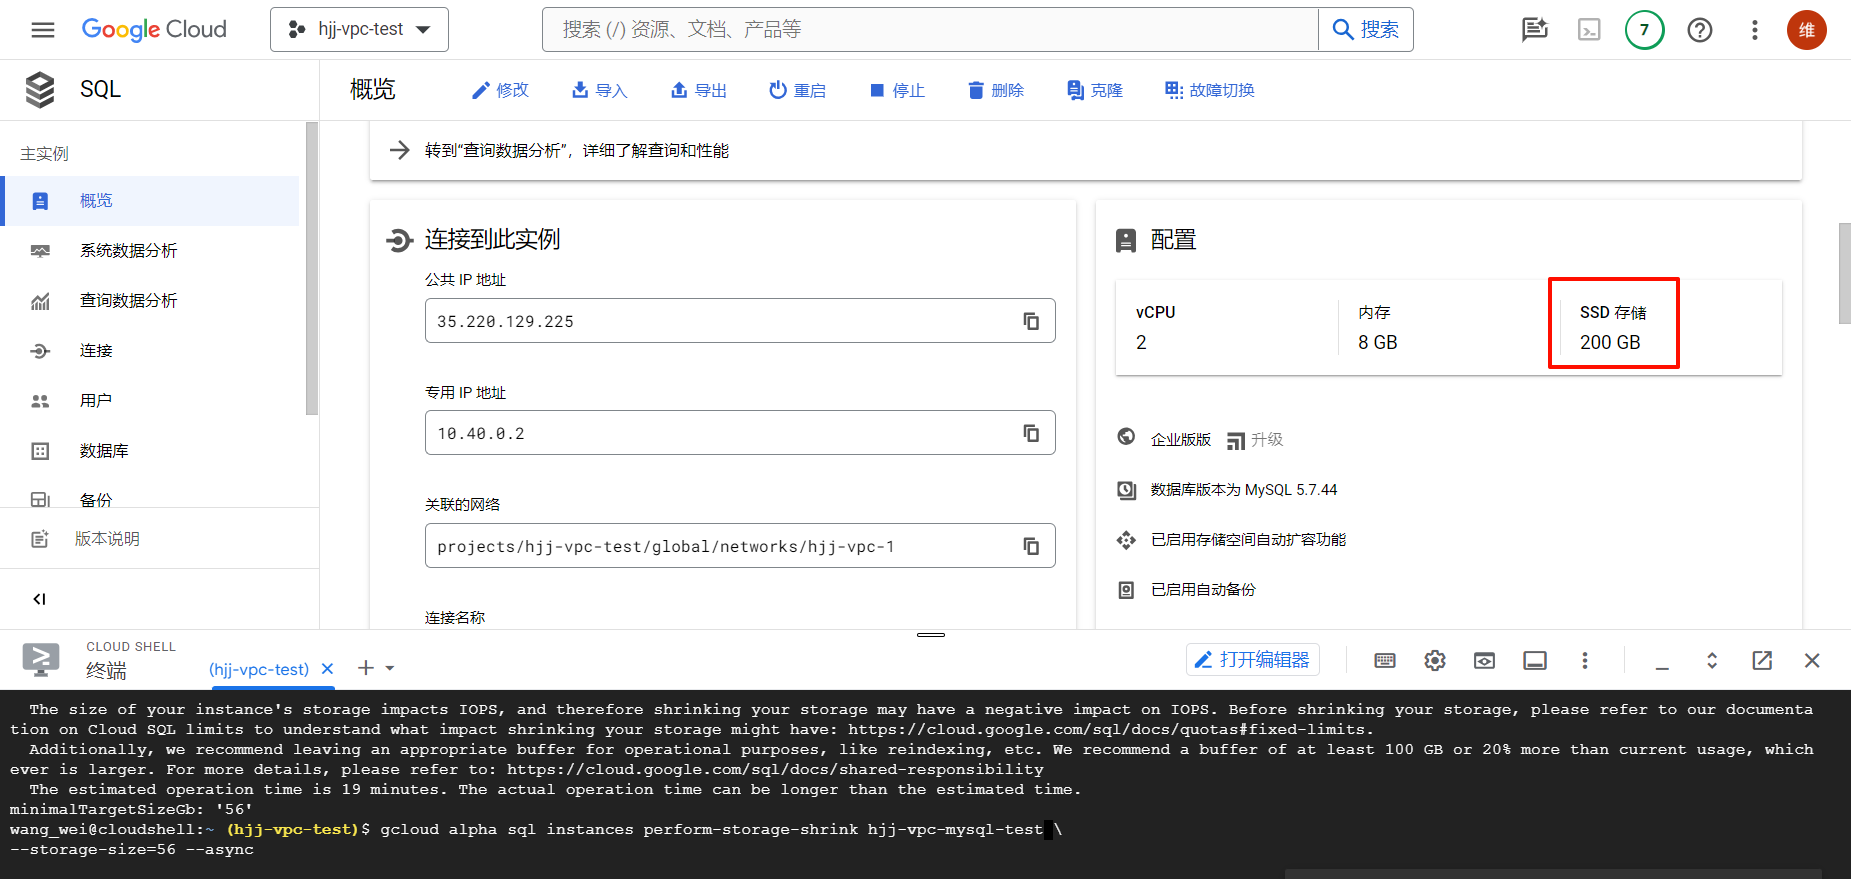 Google Cloud
hjj-vpc-test
搜索 (/) 资源、文档、产品等
搜索
7
维
SQL
概览
修改
导入
导出
重启
停止
删除
克隆
故障切换
主实例
概览
系统数据分析
查询数据分析
连接
用户
数据库
备份
版本说明
转到“查询数据分析”，详细了解查询和性能
连接到此实例
公共 IP 地址
35.220.129.225
专用 IP 地址
10.40.0.2
关联的网络
projects/hjj-vpc-test/global/networks/hjj-vpc-1
连接名称
配置
vCPU
2
内存
8 GB
SSD 存储
200 GB
企业版版 升级
数据库版本为 MySQL 5.7.44
已启用存储空间自动扩容功能
已启用自动备份
CLOUD SHELL
终端
(hjj-vpc-test)
打开编辑器
The size of your instance's storage impacts IOPS, and therefore shrinking your storage may have a negative impact on IOPS. Before shrinking your storage, please refer to our documenta
tion on Cloud SQL limits to understand what impact shrinking your storage might have: https://cloud.google.com/sql/docs/quotas#fixed-limits.
Additionally, we recommend leaving an appropriate buffer for operational purposes, like reindexing, etc. We recommend a buffer of at least 100 GB or 20% more than current usage, which
ever is larger. For more details, please refer to: https://cloud.google.com/sql/docs/shared-responsibility
The estimated operation time is 19 minutes. The actual operation time can be longer than the estimated time.
minimalTargetSizeGb: '56'
wang_wei@cloudshell:~ (hjj-vpc-test)$ gcloud alpha sql instances perform-storage-shrink hjj-vpc-mysql-test \
--storage-size=56 --async